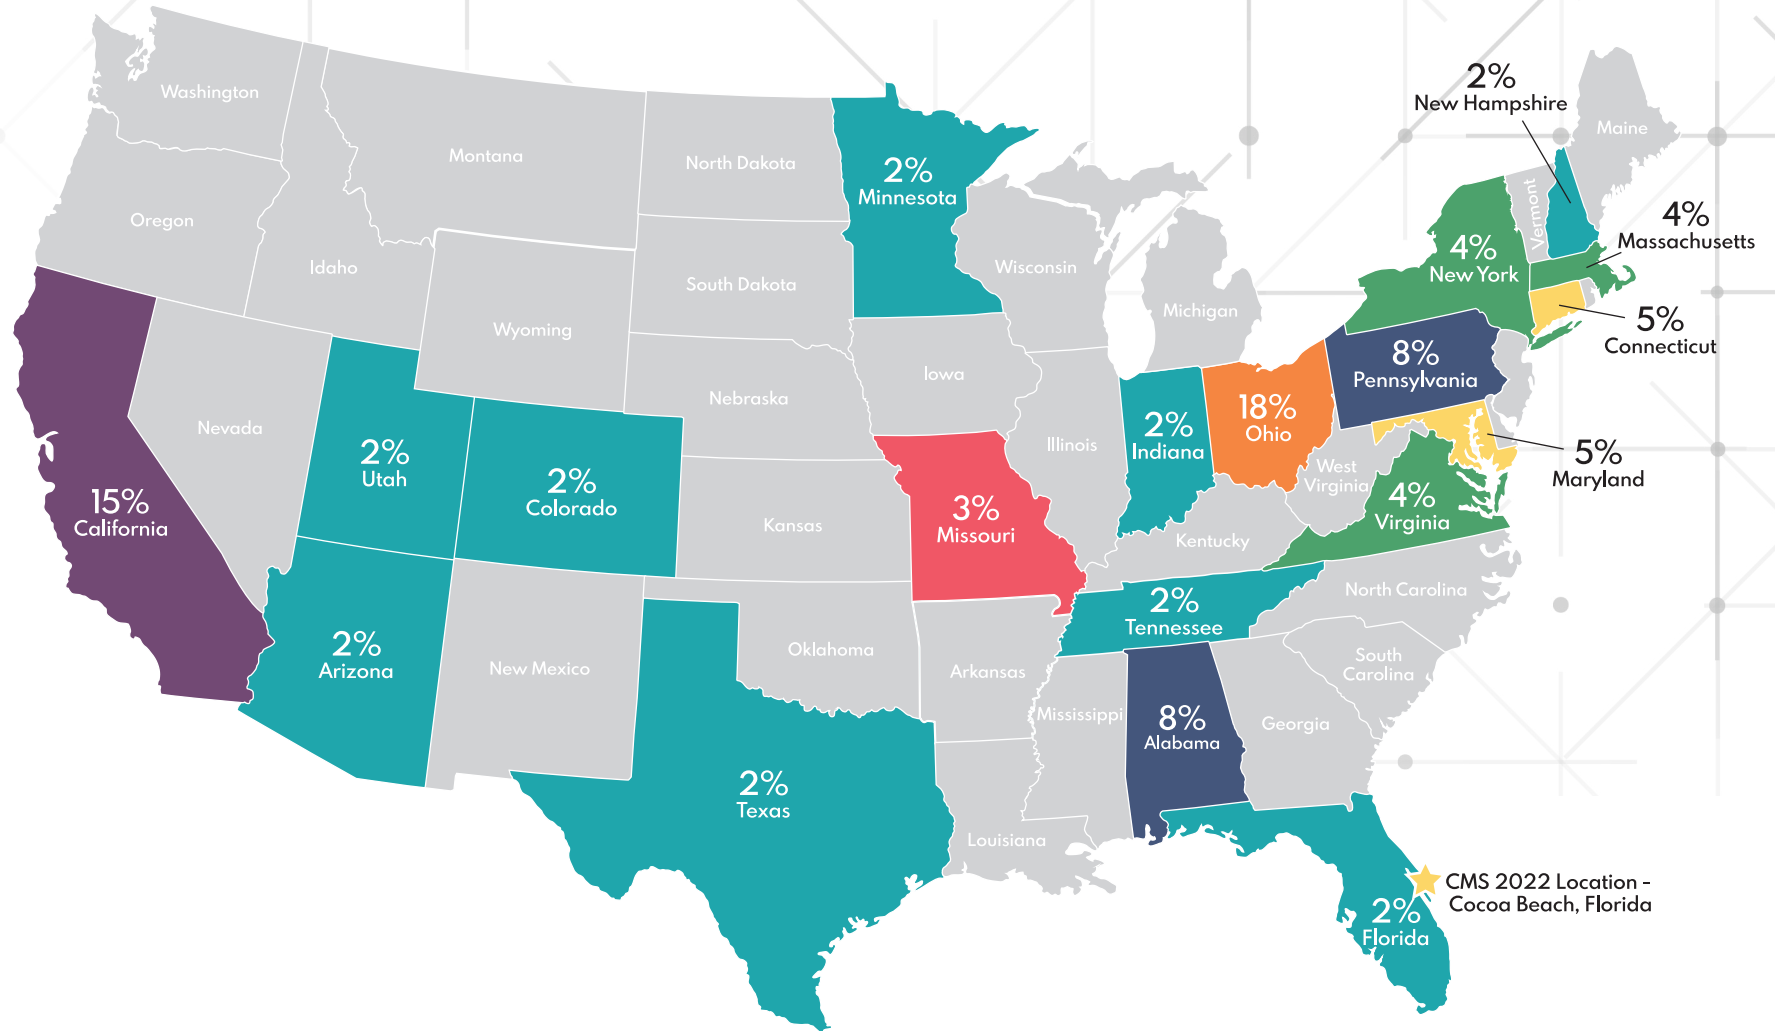 Washington
Oregon
Idaho
Montana
North Dakota
South Dakota
Wyoming
Nebraska
Nevada
15%
California
2%
Utah
2%
Colorado
2%
Arizona
New Mexico
Kansas
Oklahoma
2%
Texas
2%
Minnesota
Iowa
3%
Missouri
Arkansas
Louisiana
Wisconsin
Illinois
Michigan
2%
Indiana
18%
Ohio
Kentucky
2%
Tennessee
Mississippi
8%
Alabama
Georgia
2%
Florida
CMS 2022 Location -
Cocoa Beach, Florida
South
Carolina
North Carolina
4%
Virginia
West
Virginia
5%
Maryland
8%
Pennsylvania
4%
New York
5%
Connecticut
4%
Massachusetts
Vermont
2%
New Hampshire
Maine